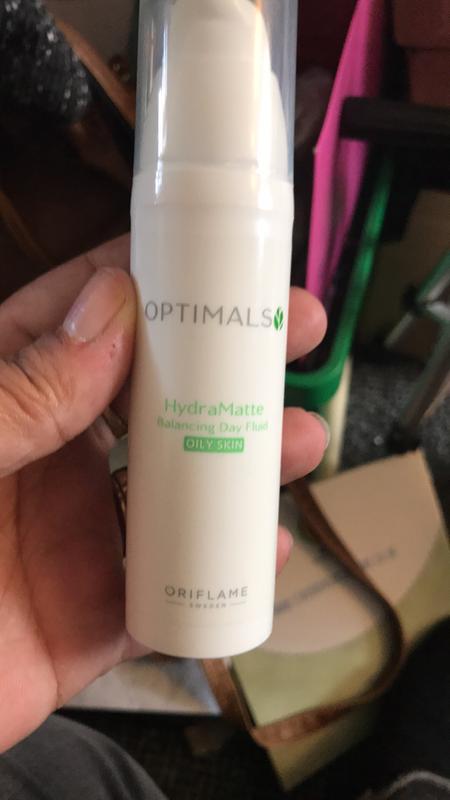 OPTIMALS
HydraMatte
Balancing Day Fluid
OILY SKIN
ORIFLAME
SWEDEN